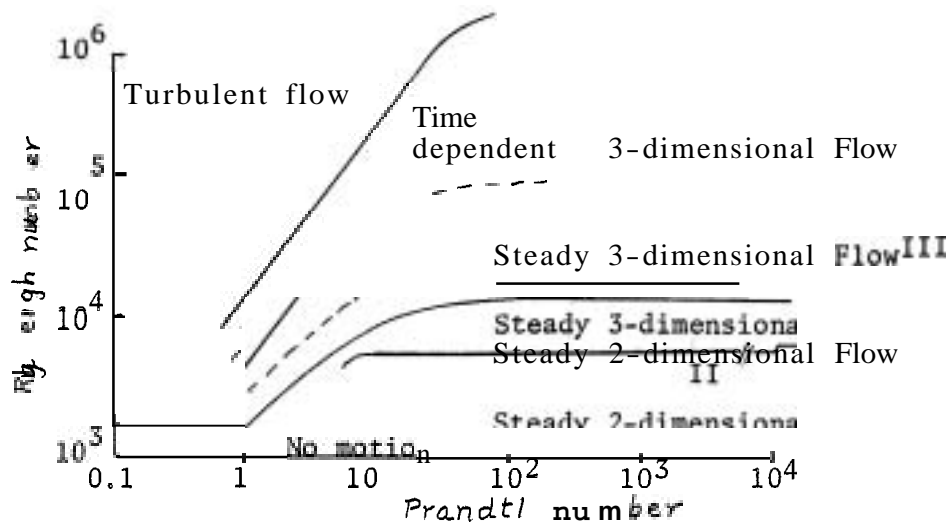 10^6
Turbulent flow
Time
dependent 3-dimensional Flow
10^5
Steady 3-dimensional Flow III
10^4
Steady 3-dimensiona
Steady 2-dimensional Flow
II
Steady 2-dimensiona
10^3
No motion
0.1 1 10 10^2 10^3 10^4
Prandtl number
number